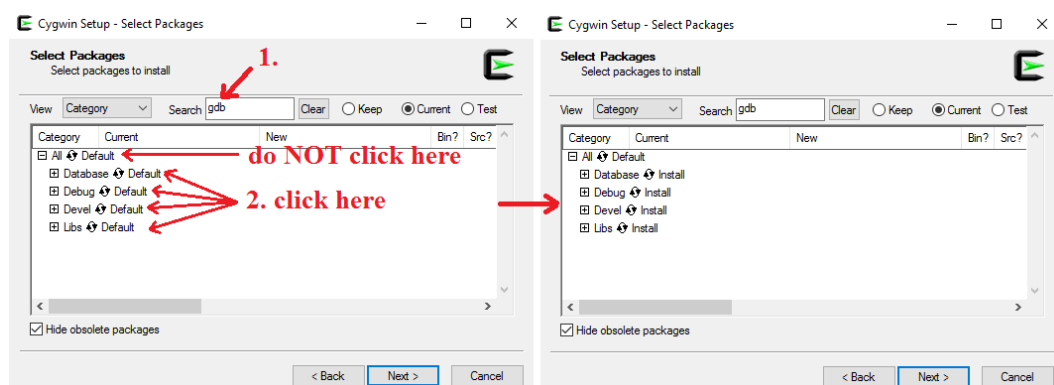 Cygwin Setup - Select Packages
Select Packages
Select packages to install
1.
View Category Search gdb Clear Keep Current Test
Category Current New Bin? Src?
All Default
do NOT click here
Database Default
Debug Default
2. click here
Devel Default
Libs Default
Hide obsolete packages
< Back Next > Cancel
Cygwin Setup - Select Packages
Select Packages
Select packages to install
View Category Search gdb Clear Keep Current Test
Category Current New Bin? Src?
All Default
Database Install
Debug Install
Devel Install
Libs Install
Hide obsolete packages
< Back Next > Cancel